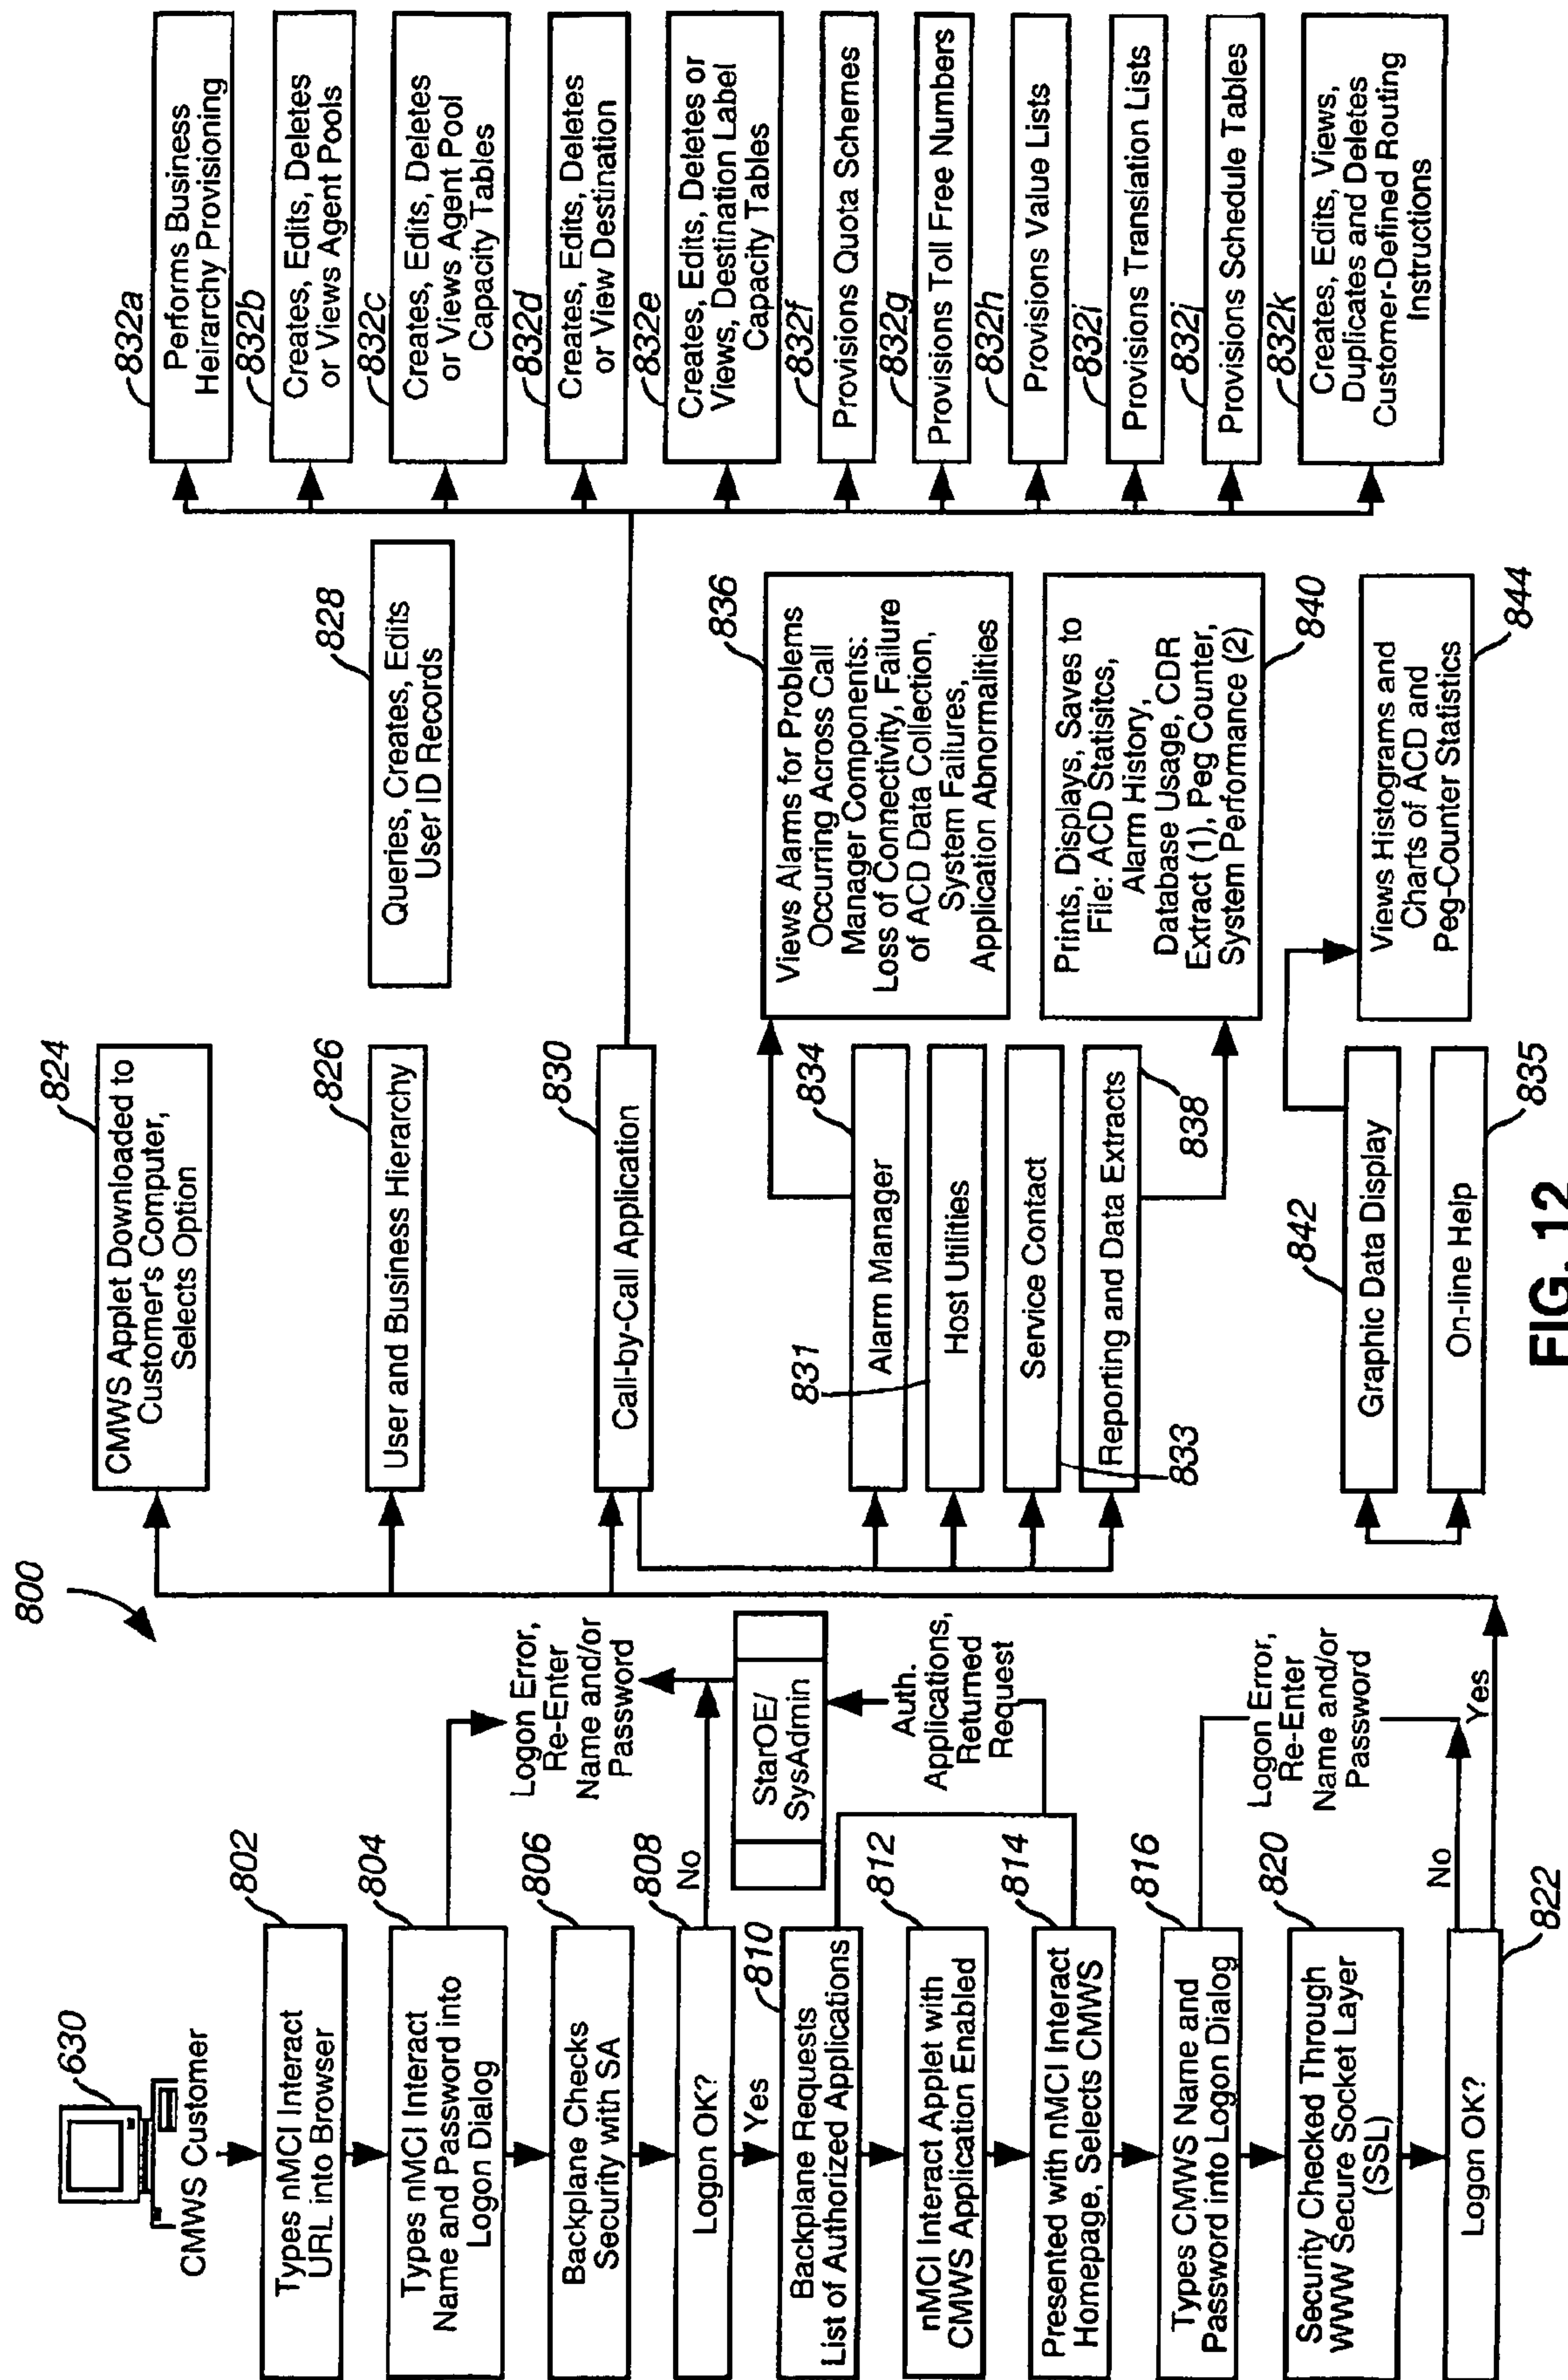 800
630
CMWS Customer
802
Types nMCI Interact
URL into Browser
804
Types nMCI Interact
Name and Password into
Logon Dialog
Logon Error,
Re-Enter
Name and/or
Password
806
Backplane Checks
Security with SA
808
Logon OK?
No
Yes
StarOE/
SysAdmin
810
Backplane Requests
List of Authorized Applications
Auth.
Applications,
Returned
Request
812
nMCI Interact Applet with
CMWS Application Enabled
814
Presented with nMCI Interact
Homepage, Selects CMWS
816
Types CMWS Name and
Password into Logon Dialog
Logon Error,
Re-Enter
Name and/or
Password
820
Security Checked Through
WWW Secure Socket Layer
(SSL)
822
Logon OK?
No
Yes
824
CMWS Applet Downloaded to
Customer's Computer,
Selects Option
826
User and Business Hierarchy
828
Queries, Creates, Edits
User ID Records
830
Call-by-Call Application
834
Alarm Manager
831
Host Utilities
Service Contact
833
Reporting and Data Extracts
838
842
Graphic Data Display
On-line Help
835
836
Views Alarms for Problems
Occurring Across Call
Manager Components:
Loss of Connectivity, Failure
of ACD Data Collection,
System Failures,
Application Abnormalities
Prints, Displays, Saves to
File: ACD Statisitcs,
Alarm History,
Database Usage, CDR
Extract (1), Peg Counter,
System Performance (2)
840
Views Histograms and
Charts of ACD and
Peg-Counter Statistics
844
832a
Performs Business
Heirarchy Provisioning
832b
Creates, Edits, Deletes
or Views Agent Pools
832c
Creates, Edits, Deletes
or Views Agent Pool
Capacity Tables
832d
Creates, Edits, Deletes
or View Destination
832e
Creates, Edits, Deletes or
Views, Destination Label
Capacity Tables
832f
Provisions Quota Schemes
832g
Provisions Toll Free Numbers
832h
Provisions Value Lists
832i
Provisions Translation Lists
832j
Provisions Schedule Tables
832k
Creates, Edits, Views,
Duplicates and Deletes
Customer-Defined Routing
Instructions
FIG. 12